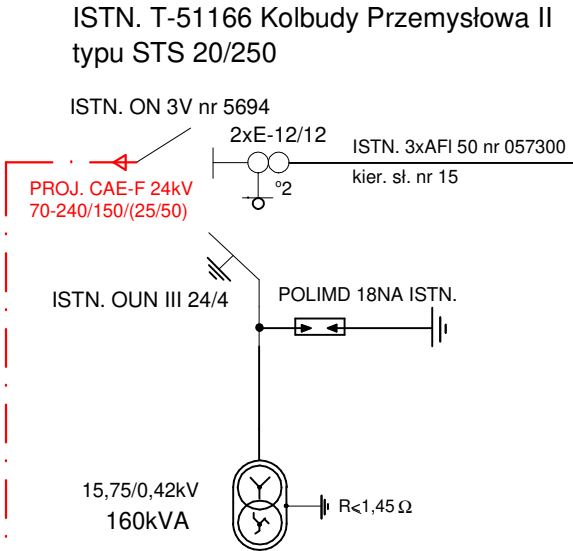 ISTN. T-51166 Kolbudy Przemysłowa II
typu STS 20/250
ISTN. ON 3V nr 5694
2xE-12/12
ISTN. 3xAFl 50 nr 057300
kier. sł. nr 15
°2
PROJ. CAE-F 24kV
70-240/150/(25/50)
ISTN. OUN III 24/4
POLIMD 18NA ISTN.
15,75/0,42kV
160kVA
R<1,45 Ω